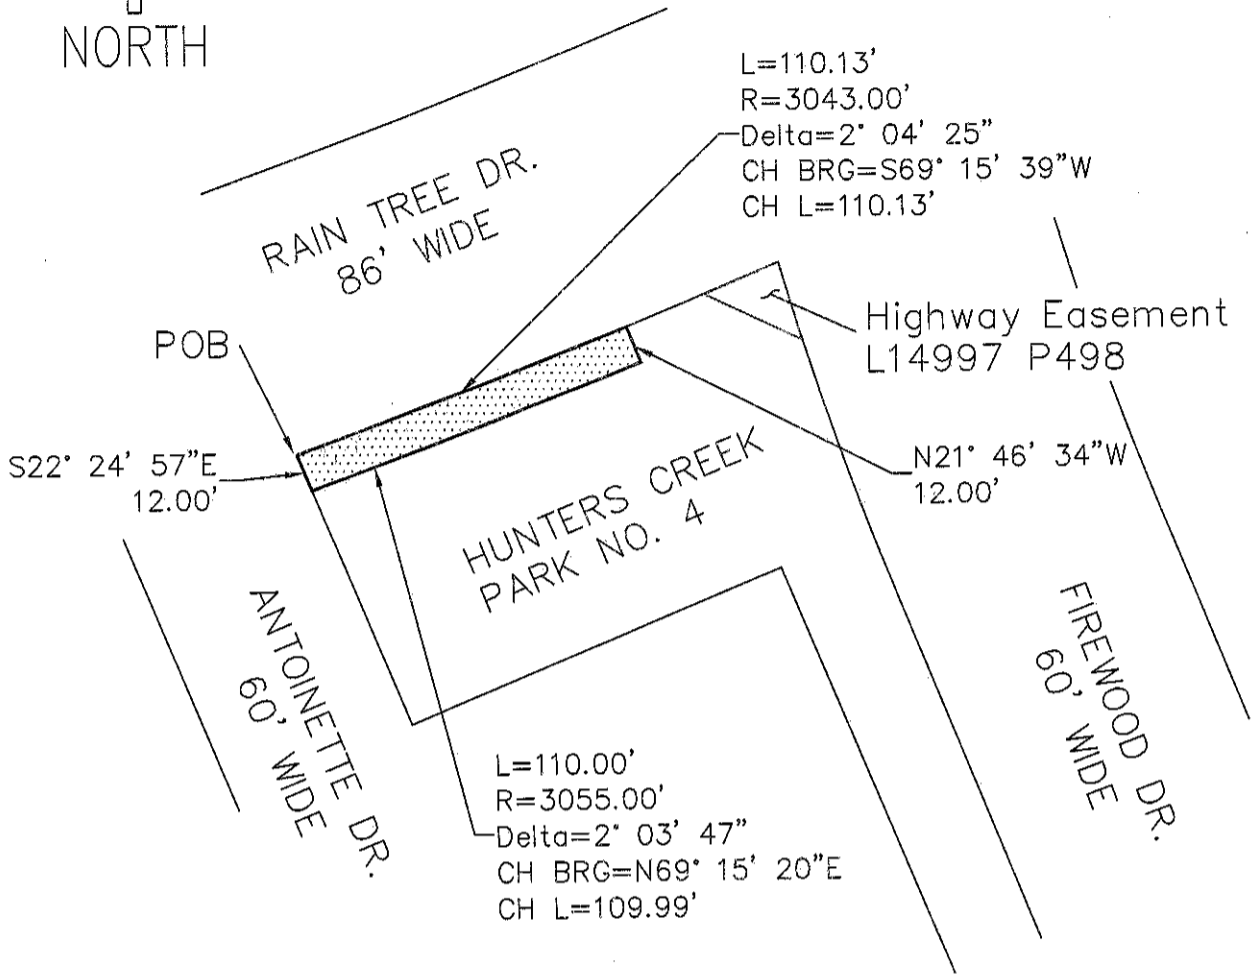 NORTH
L=110.13'
R=3043.00'
Delta=2° 04' 25"
CH BRG=S69° 15' 39"W
CH L=110.13'
RAIN TREE DR.
86' WIDE
POB
Highway Easement
L14997 P498
S22° 24' 57"E
12.00'
N21° 46' 34"W
12.00'
HUNTERS CREEK
PARK NO. 4
ANTOINETTE DR.
60' WIDE
FIREWOOD DR.
60' WIDE
L=110.00'
R=3055.00'
Delta=2° 03' 47"
CH BRG=N69° 15' 20"E
CH L=109.99'